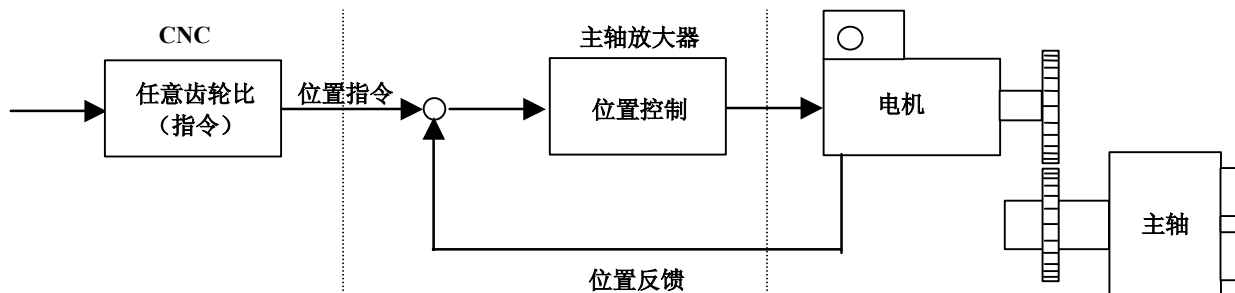 CNC
主轴放大器
任意齿轮比
（指令）
位置指令
位置控制
电机
主轴
位置反馈